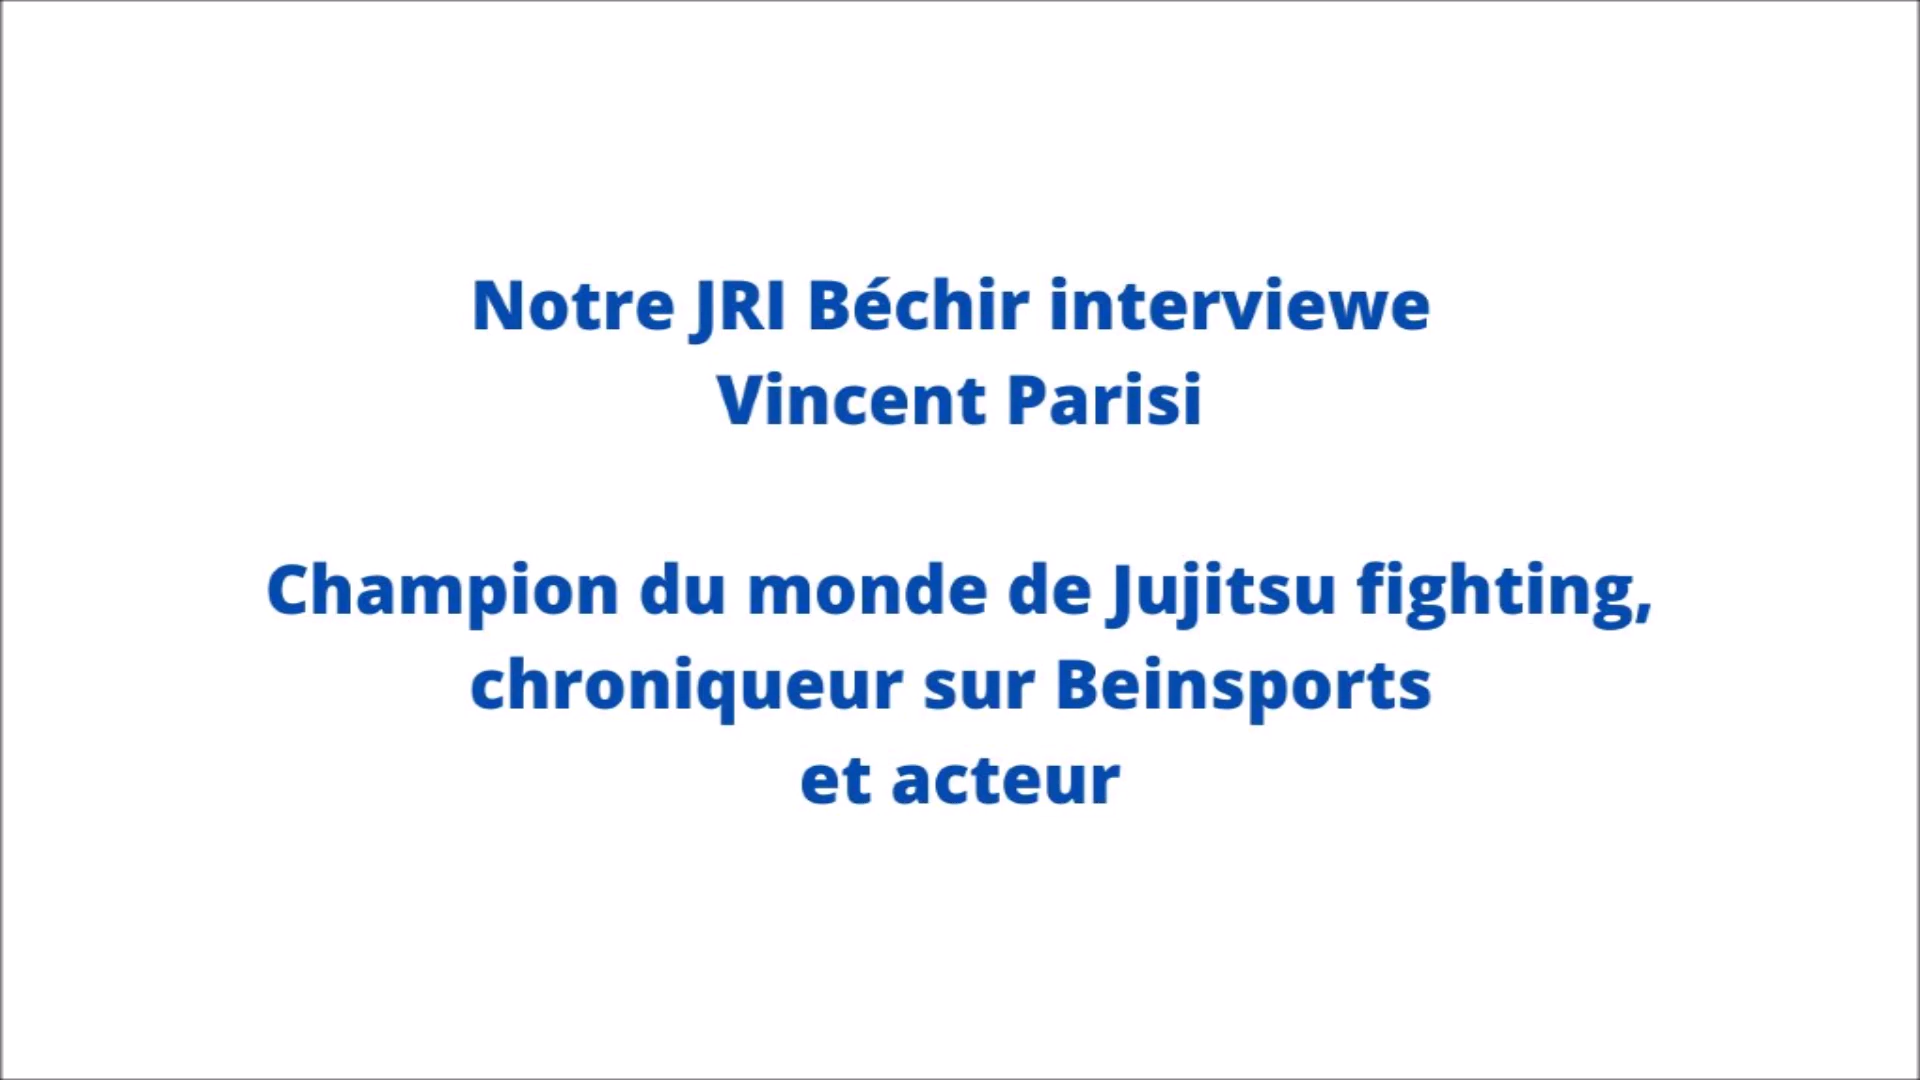 Notre JRI Béchir interviewe
Vincent Parisi
Champion du monde de Jujitsu fighting,
chroniqueur sur Beinsports
et acteur